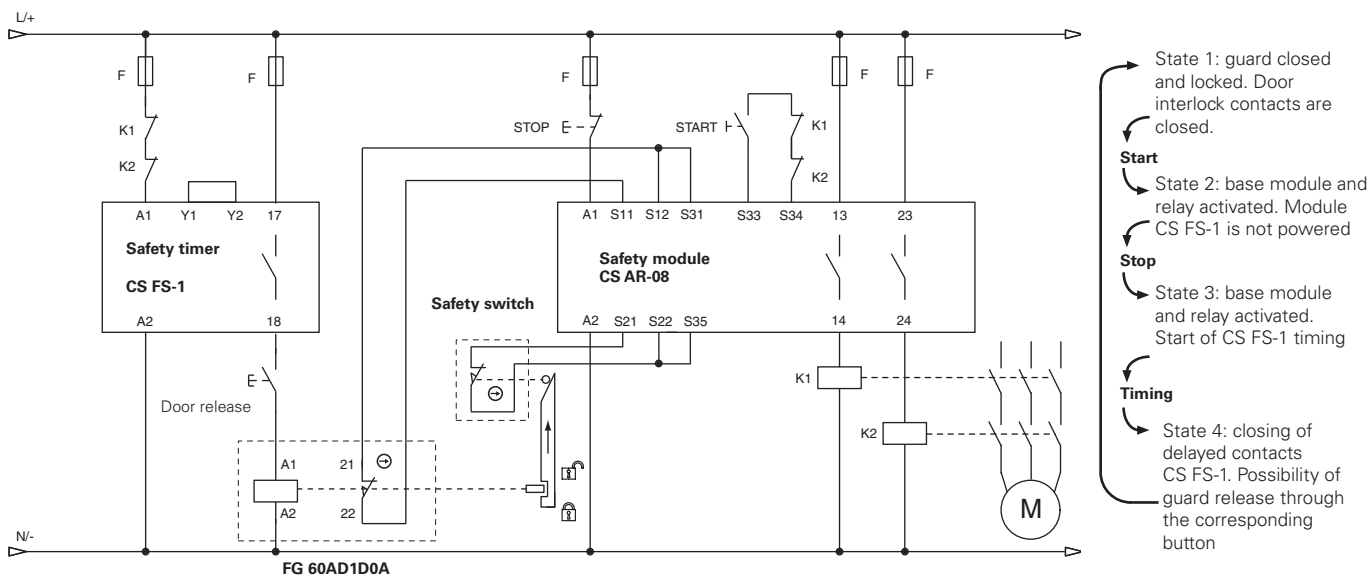 L/+
F
F
F
F
F
K1
K2
STOP
START
K1
K2
A1 Y1 Y2 17
Safety timer
CS FS-1
A2 18
A1 S11 S12 S31 S33 S34 13 23
Safety module
CS AR-08
A2 S21 S22 S35 14 24
Safety switch
Door release
A1 21
A2 22
K1
K2
M
N/-
FG 60AD1D0A
State 1: guard closed
and locked. Door
interlock contacts are
closed.
Start
State 2: base module and
relay activated. Module
CS FS-1 is not powered
Stop
State 3: base module
and relay activated.
Start of CS FS-1 timing
Timing
State 4: closing of
delayed contacts
CS FS-1. Possibility of
guard release through
the corresponding
button